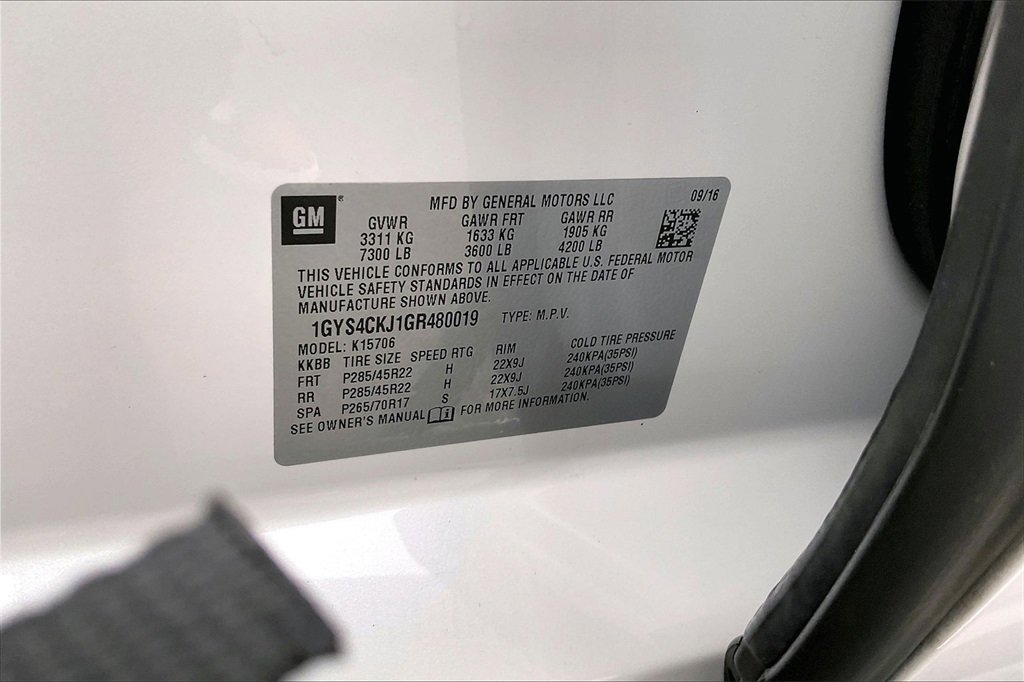 GM®
MFD BY GENERAL MOTORS LLC 09/16
GVWR GAWR FRT GAWR RR
3311 KG 1633 KG 1905 KG
7300 LB 3600 LB 4200 LB
THIS VEHICLE CONFORMS TO ALL APPLICABLE U.S. FEDERAL MOTOR
VEHICLE SAFETY STANDARDS IN EFFECT ON THE DATE OF
MANUFACTURE SHOWN ABOVE.
1GYS4CKJ1GR480019 TYPE: M.P.V.
MODEL: K15706
KKBB TIRE SIZE SPEED RTG RIM COLD TIRE PRESSURE
FRT P285/45R22 H 22X9J 240KPA(35PSI)
RR P285/45R22 H 22X9J 240KPA(35PSI)
SPA P265/70R17 S 17X7.5J 240KPA(35PSI)
SEE OWNER'S MANUAL FOR MORE INFORMATION.